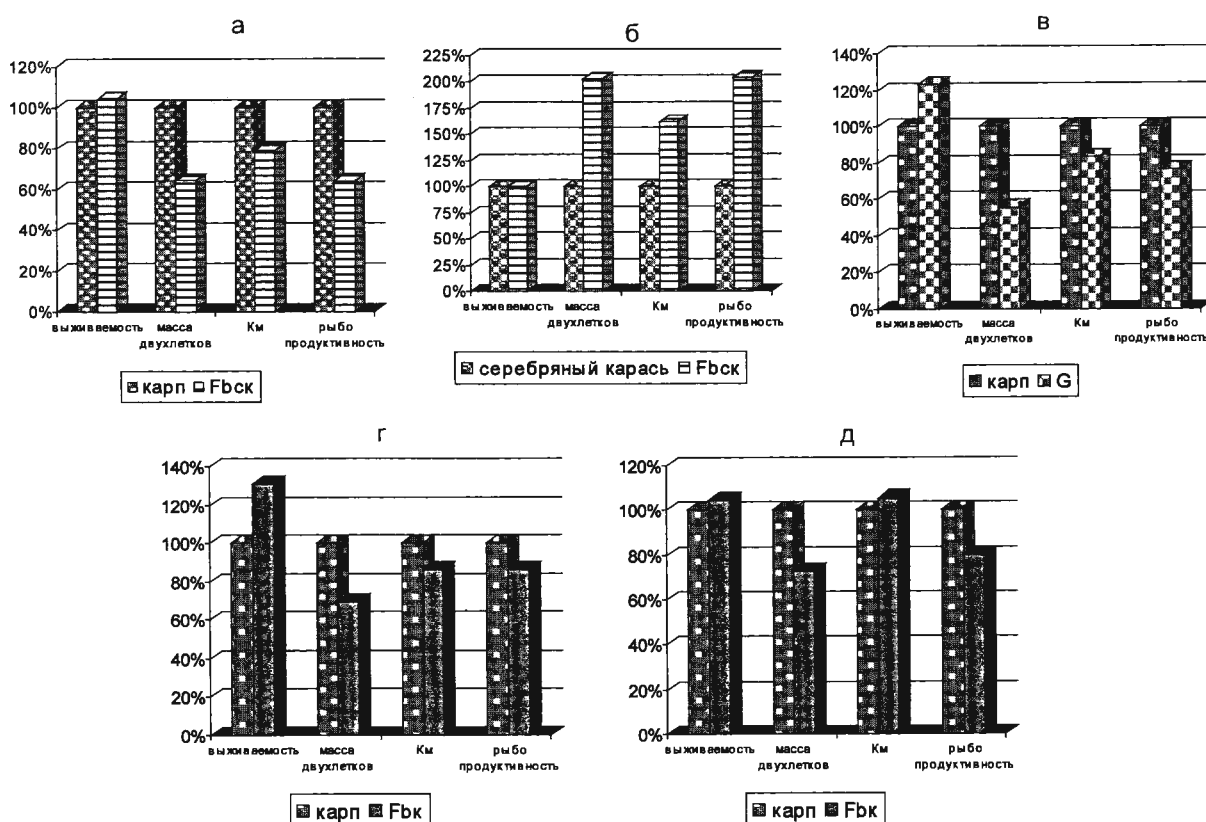 а
120%
100%
80%
60%
40%
20%
0%
выживаемость масса Км рыбо
двухлетков продуктивность
карп Fbск
б
225%
200%
175%
150%
125%
100%
75%
50%
25%
0%
выживаемость масса Км рыбо
двухлетков продуктивность
серебряный карась Fbск
в
140%
120%
100%
80%
60%
40%
20%
0%
выживаемость масса Км рыбо
двухлетков продуктивность
карп G
г
140%
120%
100%
80%
60%
40%
20%
0%
выживаемость масса Км рыбо
двухлетков продуктивность
карп Fbк
д
120%
100%
80%
60%
40%
20%
0%
выживаемость масса Км рыбо
двухлетков продуктивность
карп Fbк